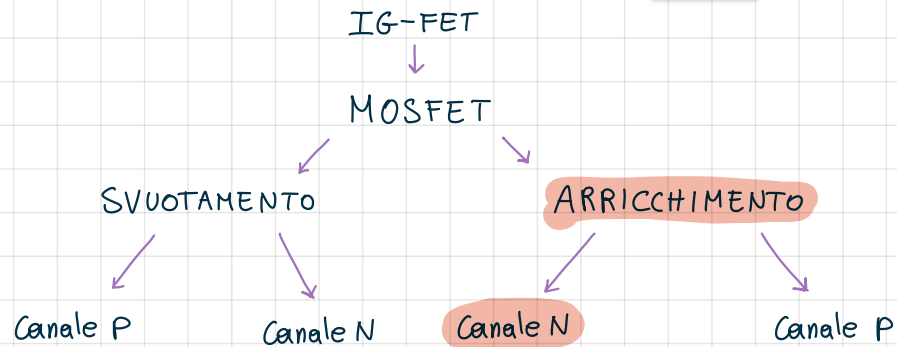 IG-FET
MOSFET
SVUOTAMENTO ARRICCHIMENTO
Canale P Canale N Canale N Canale P